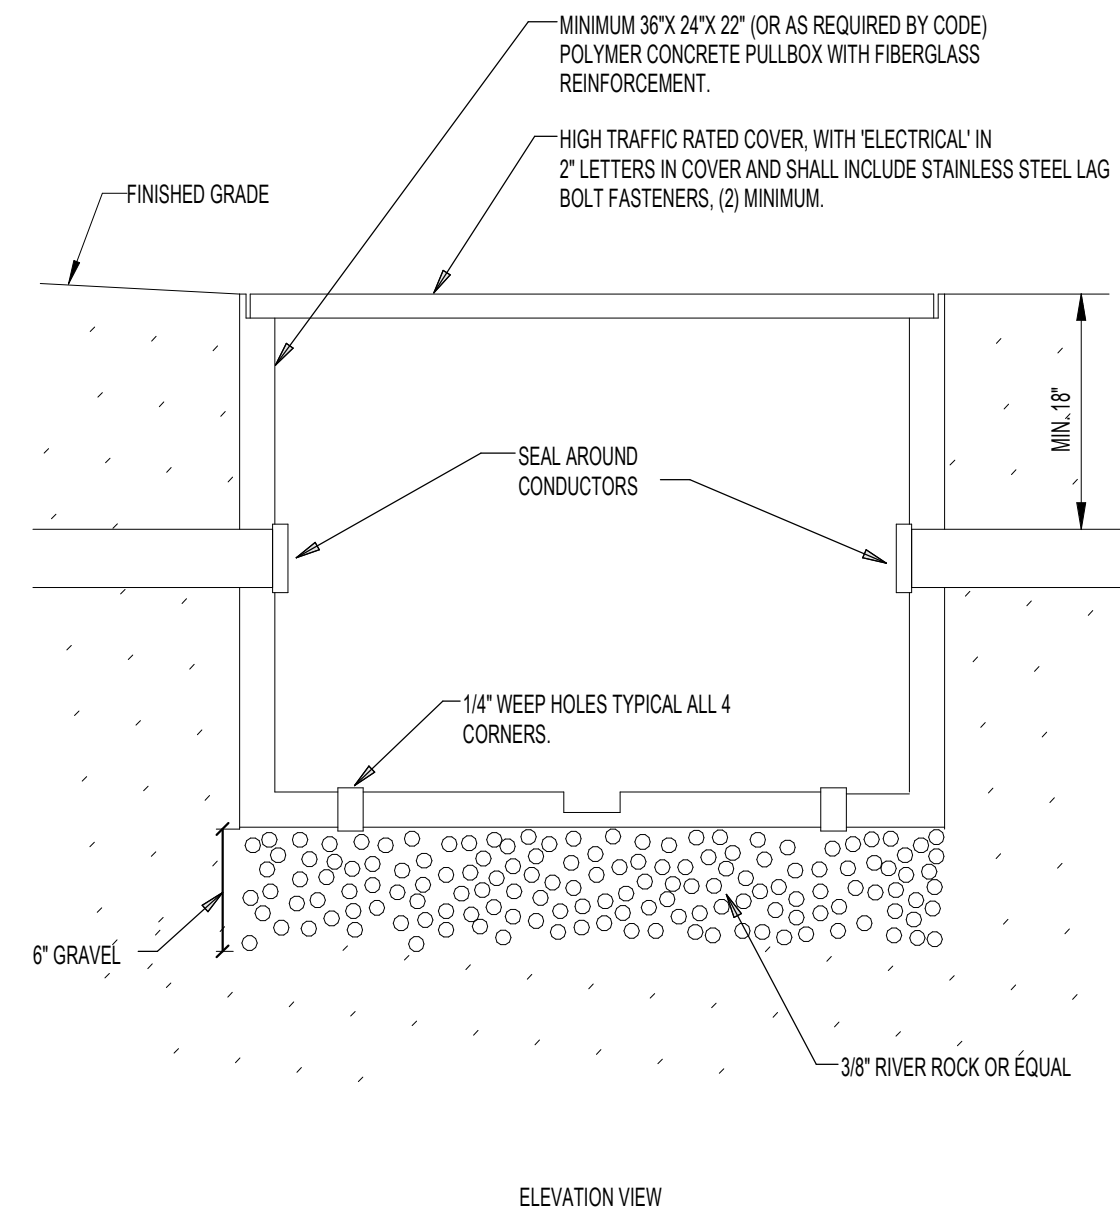 MINIMUM 36"X 24"X 22" (OR AS REQUIRED BY CODE)
POLYMER CONCRETE PULLBOX WITH FIBERGLASS
REINFORCEMENT.
HIGH TRAFFIC RATED COVER, WITH 'ELECTRICAL' IN
2" LETTERS IN COVER AND SHALL INCLUDE STAINLESS STEEL LAG
BOLT FASTENERS, (2) MINIMUM.
FINISHED GRADE
MIN. 18"
SEAL AROUND
CONDUCTORS
1/4" WEEP HOLES TYPICAL ALL 4
CORNERS.
6" GRAVEL
3/8" RIVER ROCK OR EQUAL
ELEVATION VIEW